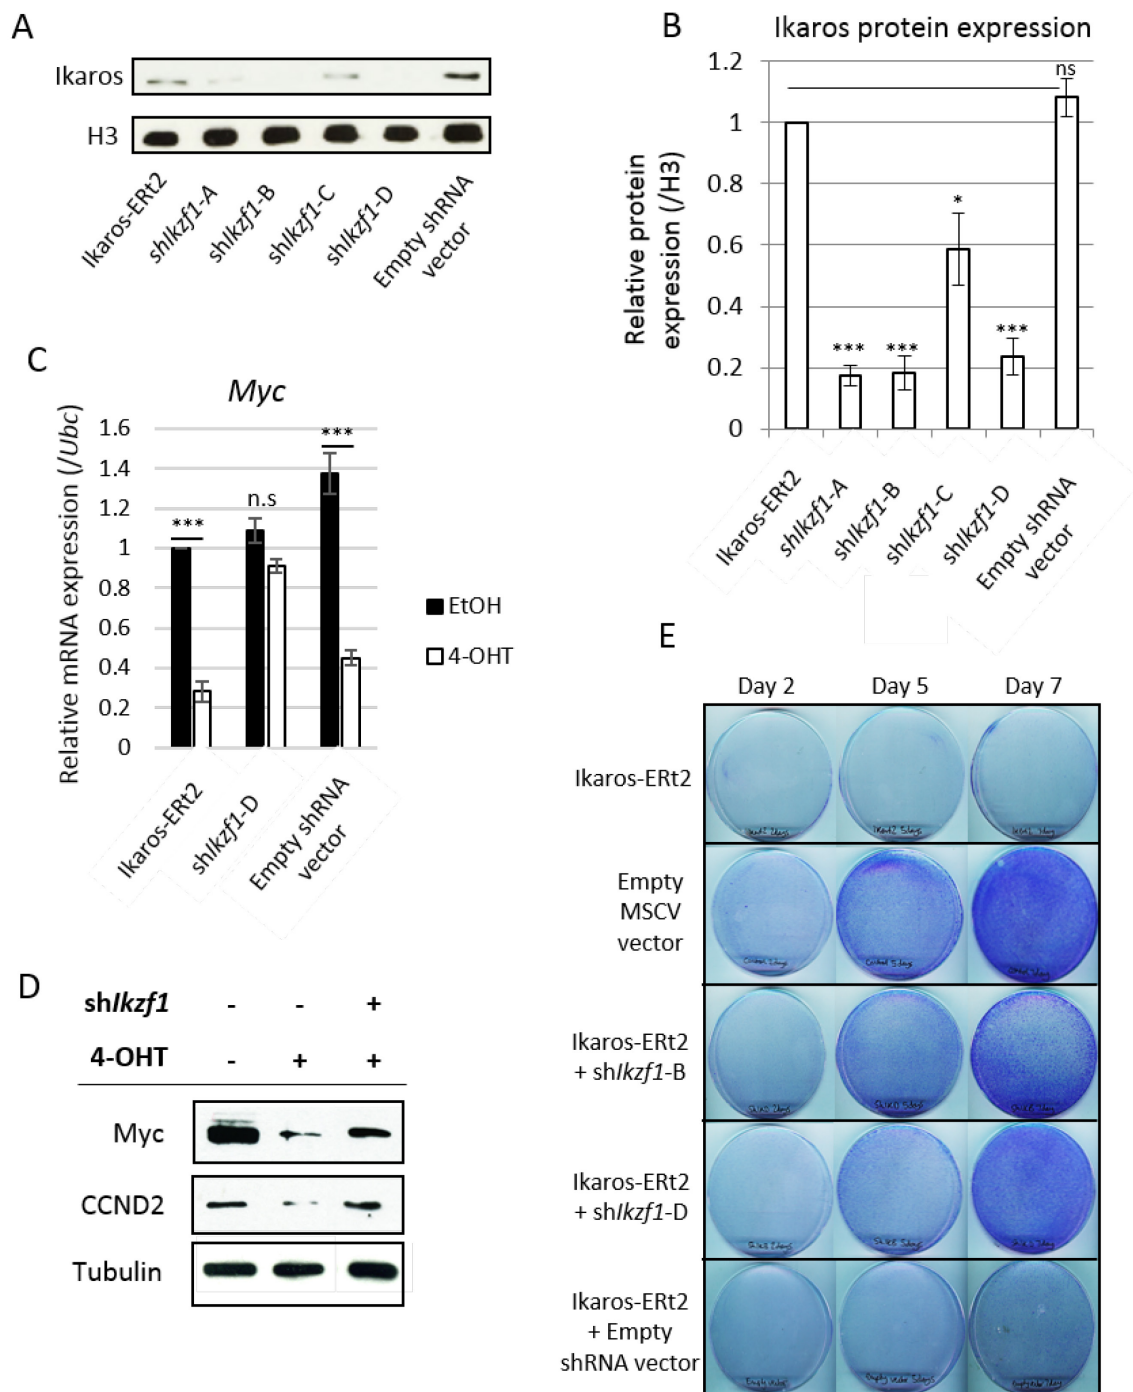 A
Ikaros
H3
Ikaros-ERt2
shIkzf1-A
shIkzf1-B
shIkzf1-C
shIkzf1-D
Empty shRNA
vector
B
Ikaros protein expression
Relative protein
expression (/H3)
1.2
1
0.8
0.6
0.4
0.2
0
***
***
*
***
ns
Ikaros-ERt2
shIkzf1-A
shIkzf1-B
shIkzf1-C
shIkzf1-D
Empty shRNA
vector
C
Myc
Relative mRNA expression (/Ubc)
1.6
1.4
1.2
1
0.8
0.6
0.4
0.2
0
***
n.s
***
EtOH
4-OHT
Ikaros-ERt2
shIkzf1-D
Empty shRNA
vector
D
shIkzf1 - - +
4-OHT - + +
Myc
CCND2
Tubulin
E
Day 2 Day 5 Day 7
Ikaros-ERt2
Empty
MSCV
vector
Control 2days Control 5days
Ikaros-ERt2
+ shIkzf1-B
Ikaros-ERt2
+ shIkzf1-D
Ikaros-ERt2
+ Empty
shRNA vector